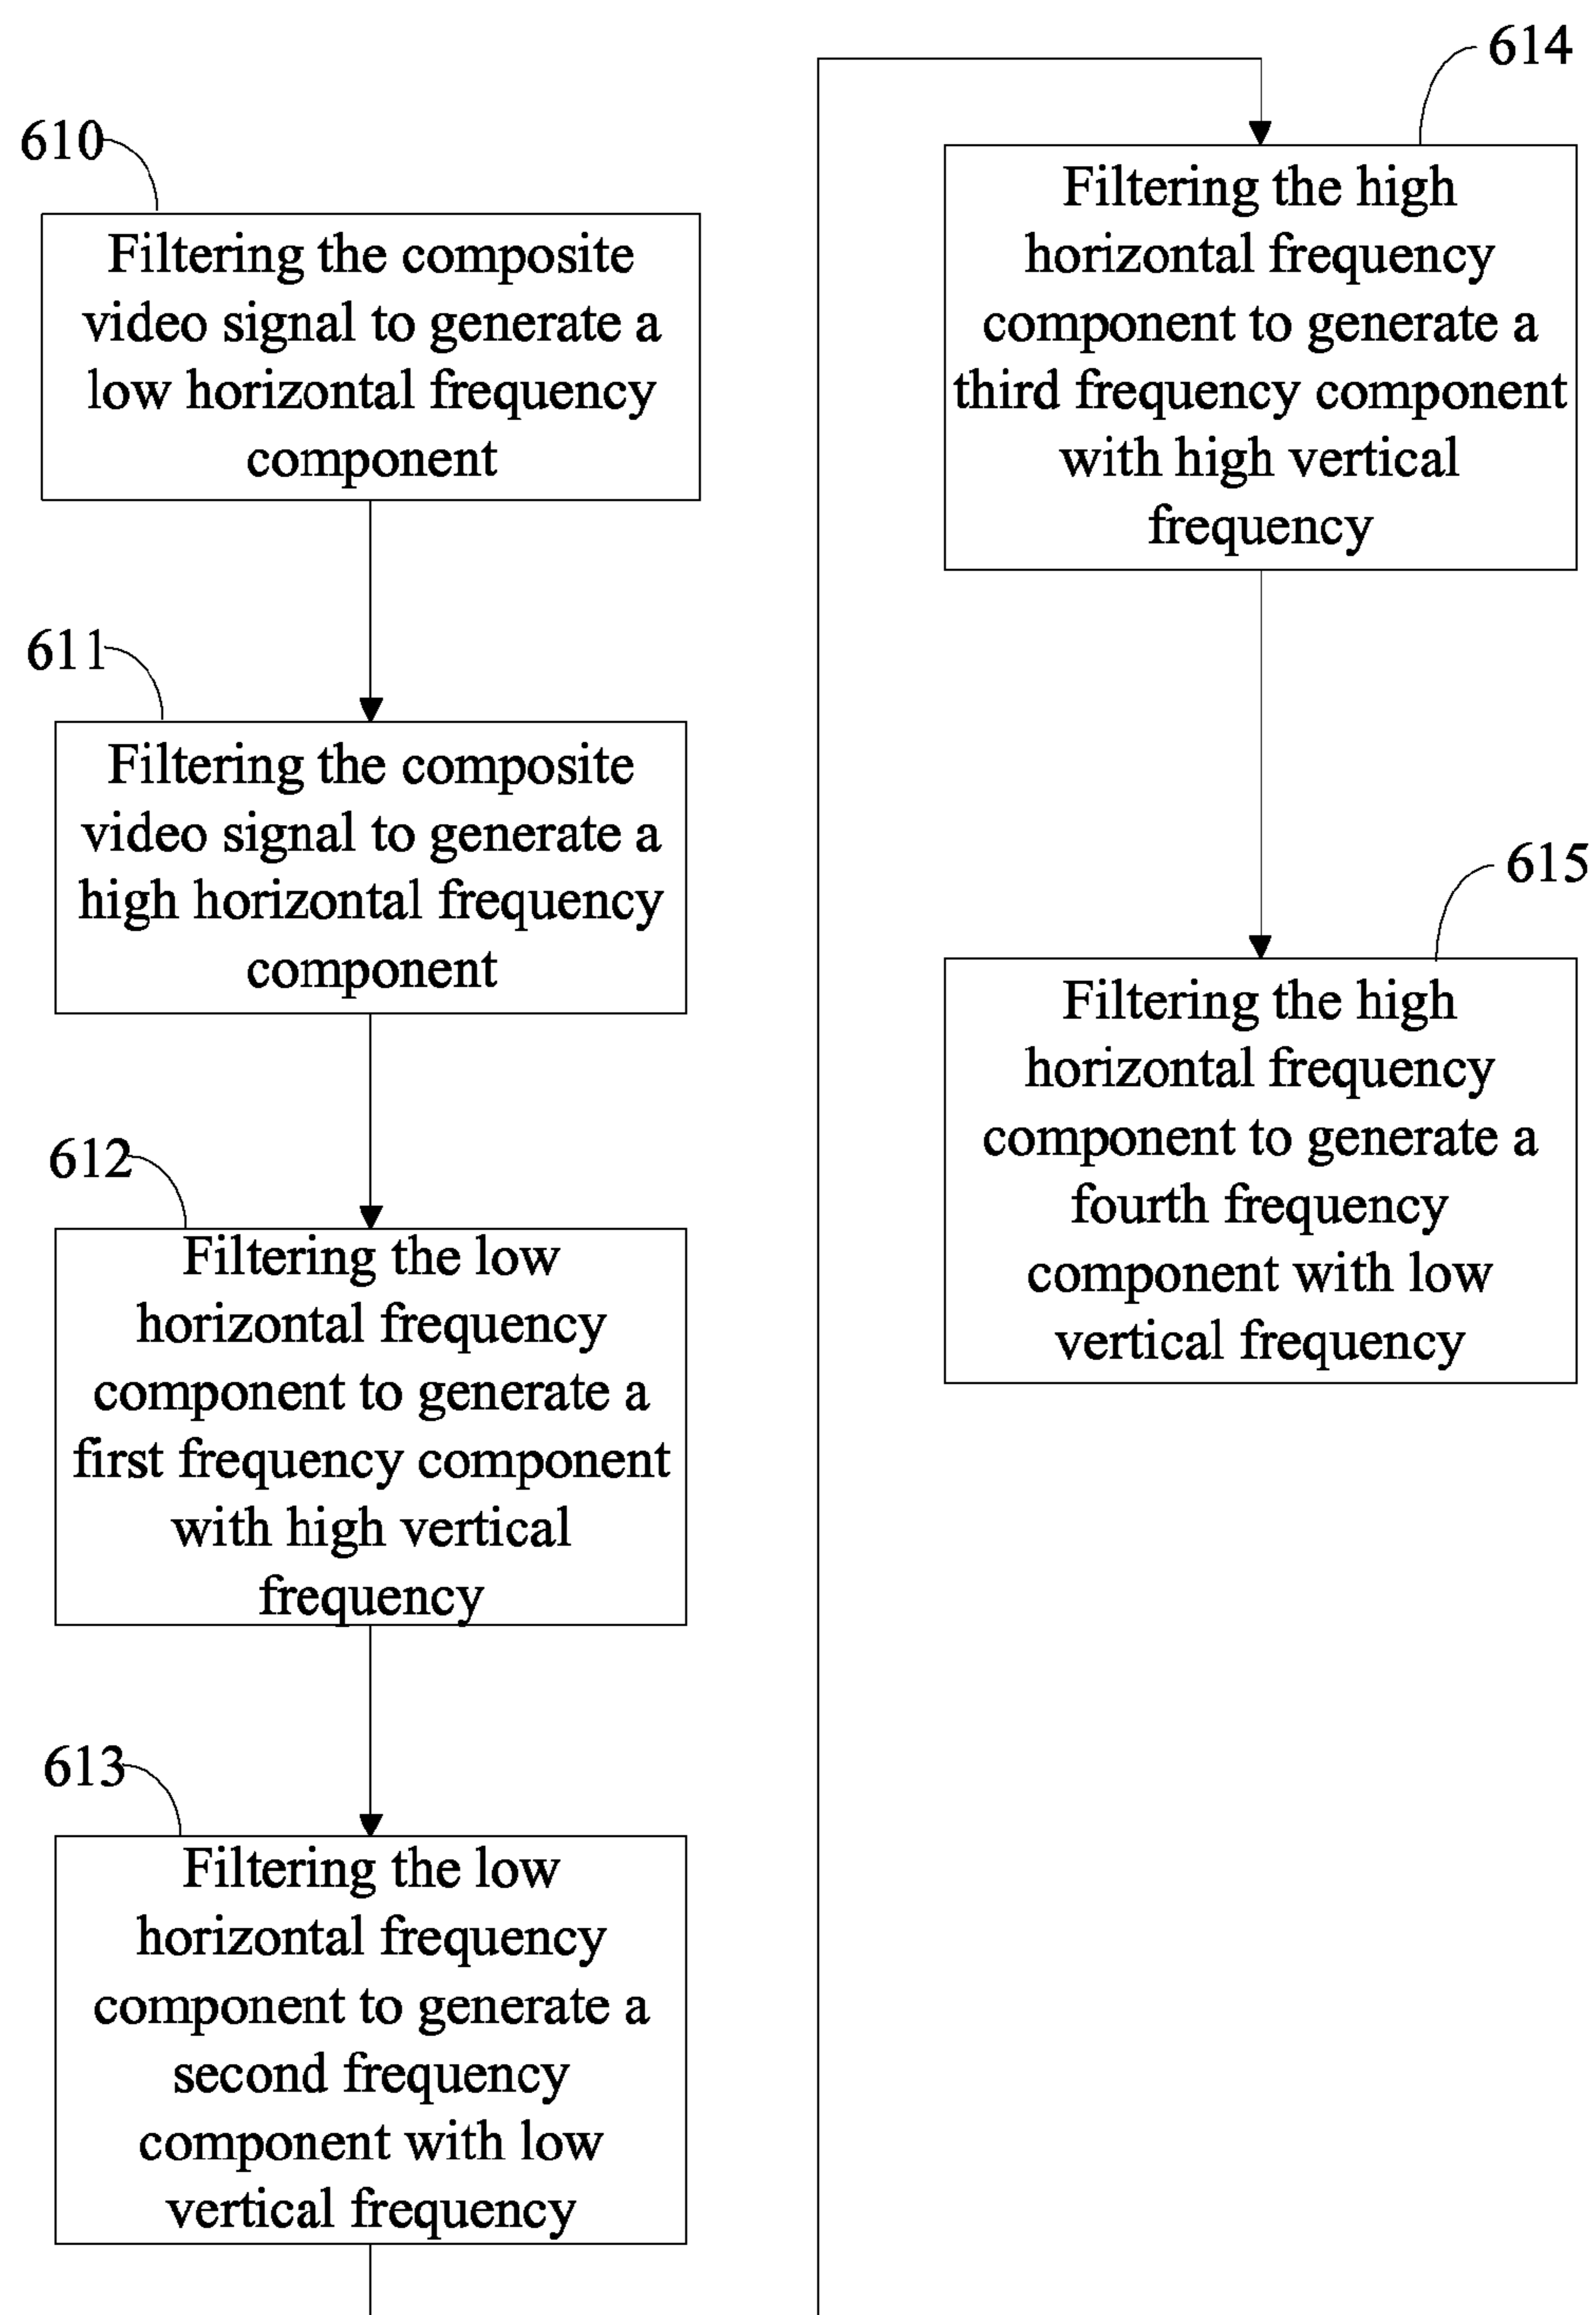 610
Filtering the composite
video signal to generate a
low horizontal frequency
component
611
Filtering the composite
video signal to generate a
high horizontal frequency
component
612
Filtering the low
horizontal frequency
component to generate a
first frequency component
with high vertical
frequency
613
Filtering the low
horizontal frequency
component to generate a
second frequency
component with low
vertical frequency
614
Filtering the high
horizontal frequency
component to generate a
third frequency component
with high vertical
frequency
615
Filtering the high
horizontal frequency
component to generate a
fourth frequency
component with low
vertical frequency